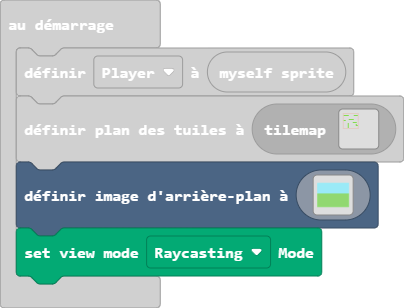 au démarrage
définir Player à myself sprite
définir plan des tuiles à tilemap
définir image d'arrière-plan à
set view mode Raycasting Mode